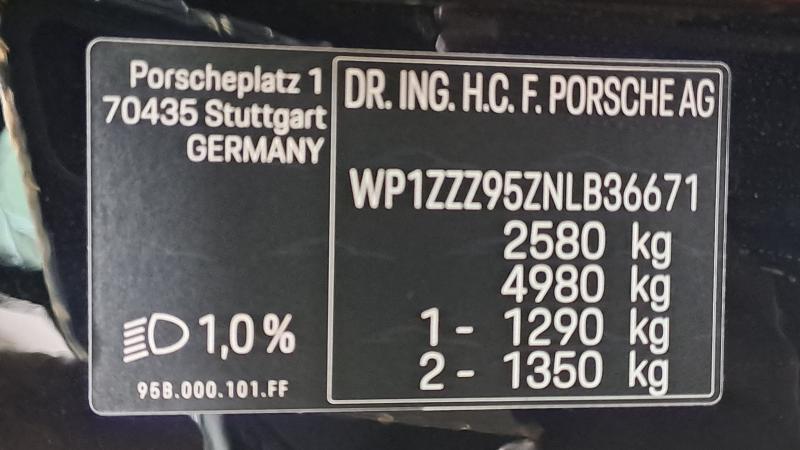 Porscheplatz 1
70435 Stuttgart
GERMANY
1,0 %
95B.000.101.FF
DR. ING. H.C. F. PORSCHE AG
WP1ZZZ95ZNLB36671
2580 kg
4980 kg
1 - 1290 kg
2 - 1350 kg